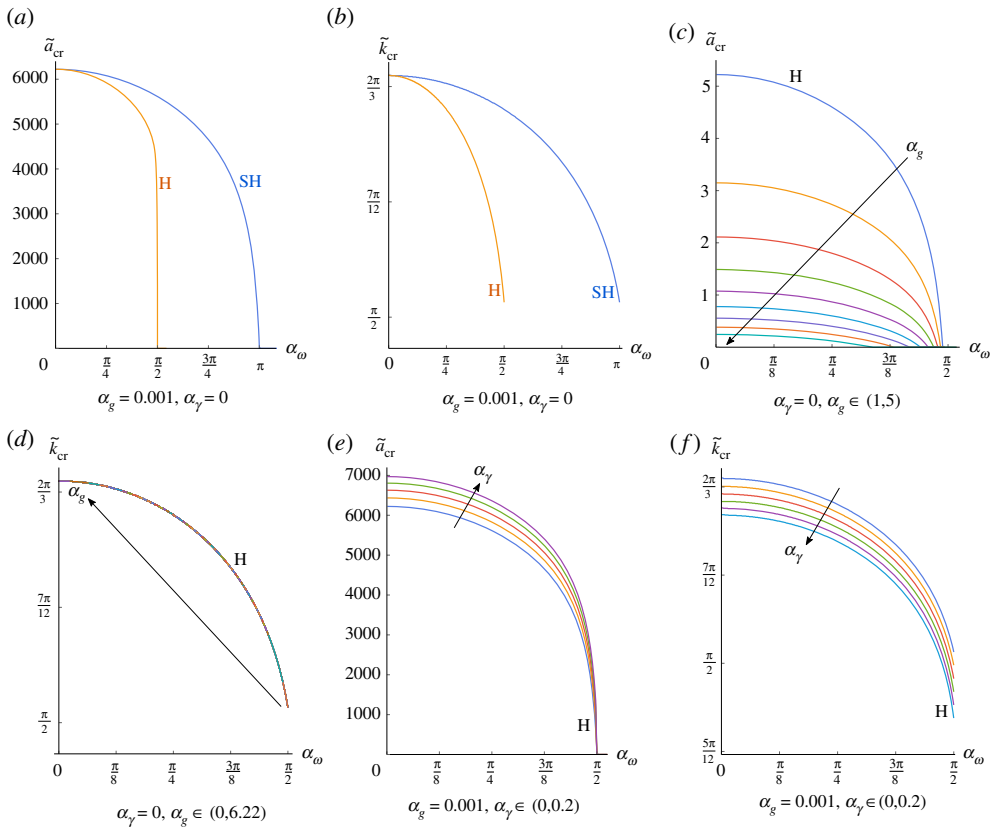 (a)
ã_cr
6000
5000
4000
3000
2000
1000
0
π/4
π/2
3π/4
π
α_ω
H
SH
α_g = 0.001, α_γ = 0
(b)
k̃_cr
2π/3
7π/12
π/2
0
π/4
π/2
3π/4
π
α_ω
H
SH
α_g = 0.001, α_γ = 0
(c)
ã_cr
5
4
3
2
1
0
π/8
π/4
3π/8
π/2
α_ω
H
α_g
α_γ = 0, α_g ∈ (1,5)
(d)
k̃_cr
2π/3
7π/12
π/2
0
π/8
π/4
3π/8
π/2
α_ω
α_g
H
α_γ = 0, α_g ∈ (0,6.22)
(e)
ã_cr
7000
6000
5000
4000
3000
2000
1000
0
π/8
π/4
3π/8
π/2
α_ω
α_γ
H
α_g = 0.001, α_γ ∈ (0,0.2)
(f)
k̃_cr
2π/3
7π/12
π/2
5π/12
0
π/8
π/4
3π/8
π/2
α_ω
α_γ
H
α_g = 0.001, α_γ ∈ (0,0.2)